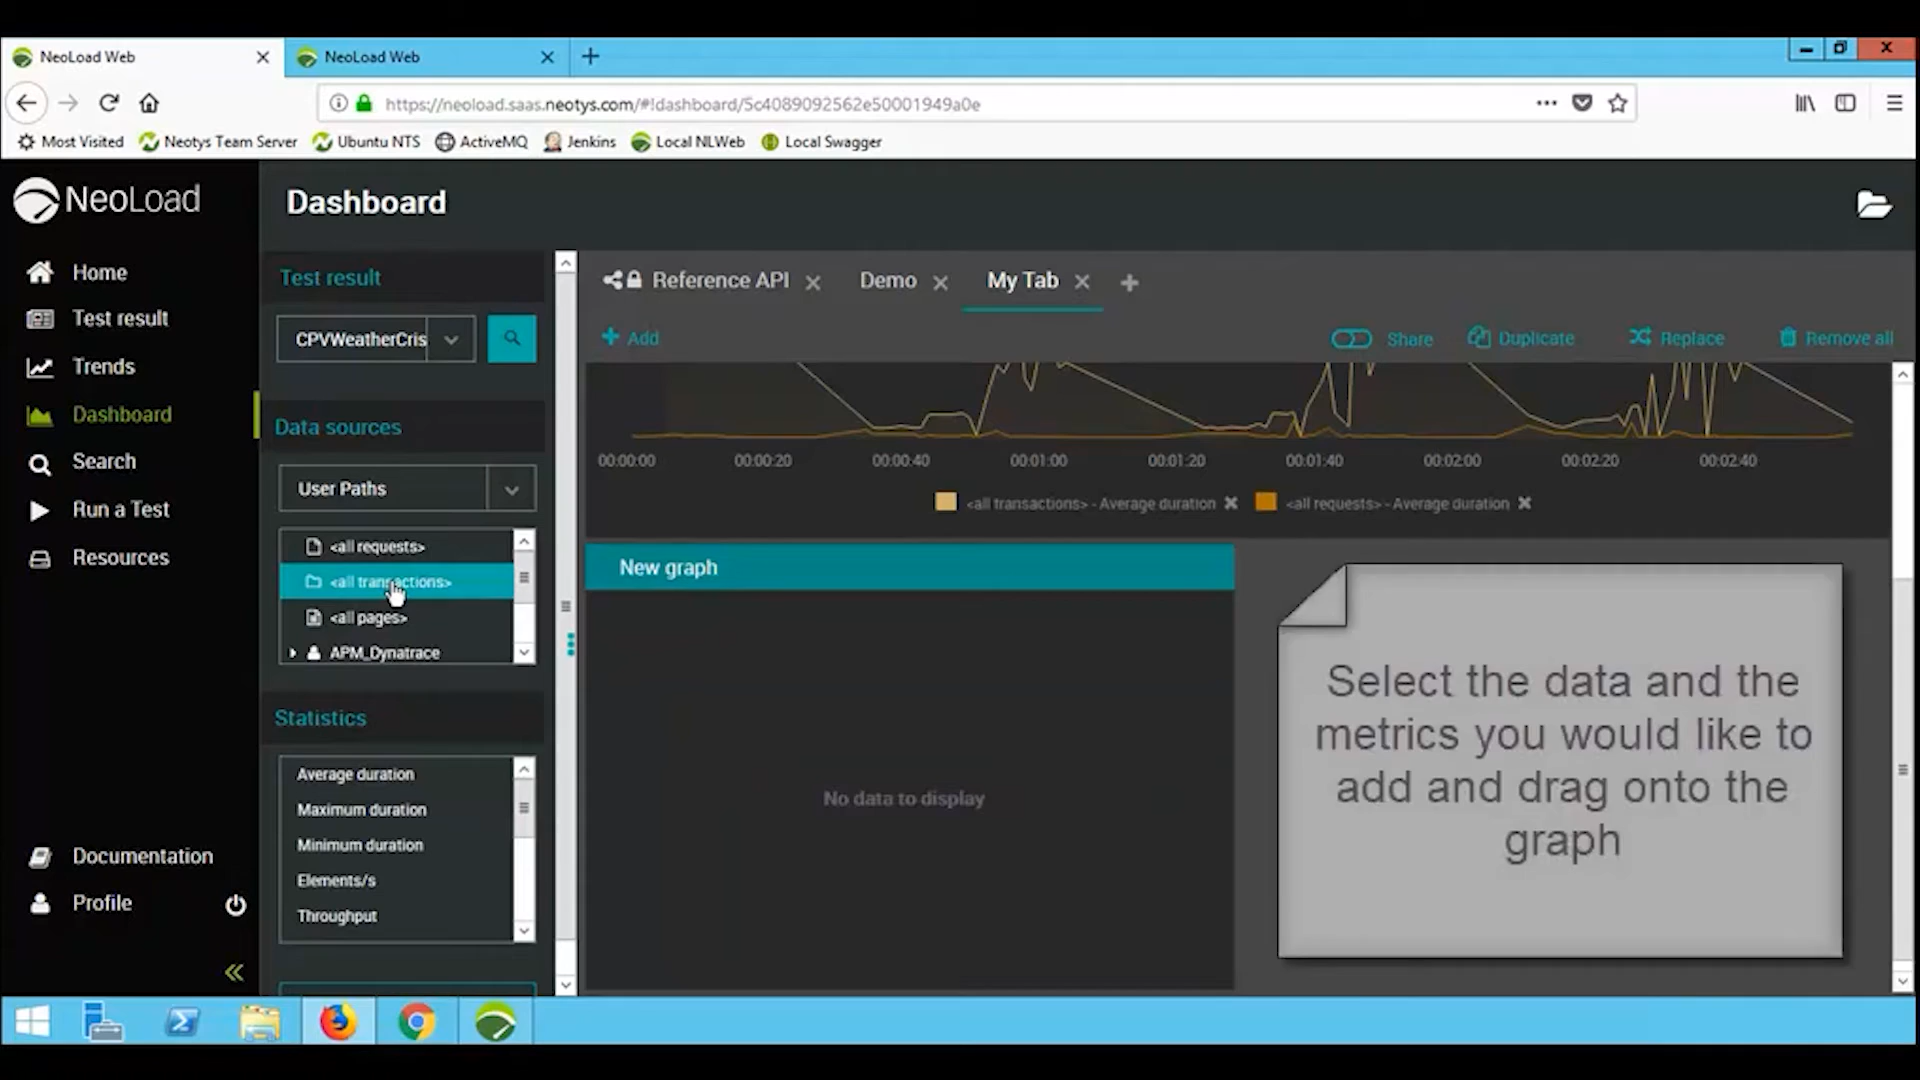 NeoLoad Web
NeoLoad Web
https://neoload.saas.neotys.com/#!dashboard/5c4089092562e50001949a0e
Most Visited
Neotys Team Server
Ubuntu NTS
ActiveMQ
Jenkins
Local NLWeb
Local Swagger
NeoLoad
Dashboard
Home
Test result
Trends
Dashboard
Search
Run a Test
Resources
Documentation
Profile
Test result
CPVWeatherCris
Data sources
User Paths
<all requests>
<all transactions>
<all pages>
APM_Dynatrace
Statistics
Average duration
Maximum duration
Minimum duration
Elements/s
Throughput
Reference API
Demo
My Tab
Add
Share
Duplicate
Replace
Remove all
00:00:00 00:00:20 00:00:40 00:01:00 00:01:20 00:01:40 00:02:00 00:02:20 00:02:40
<all transactions> - Average duration
<all requests> - Average duration
New graph
No data to display
Select the data and the
metrics you would like to
add and drag onto the
graph